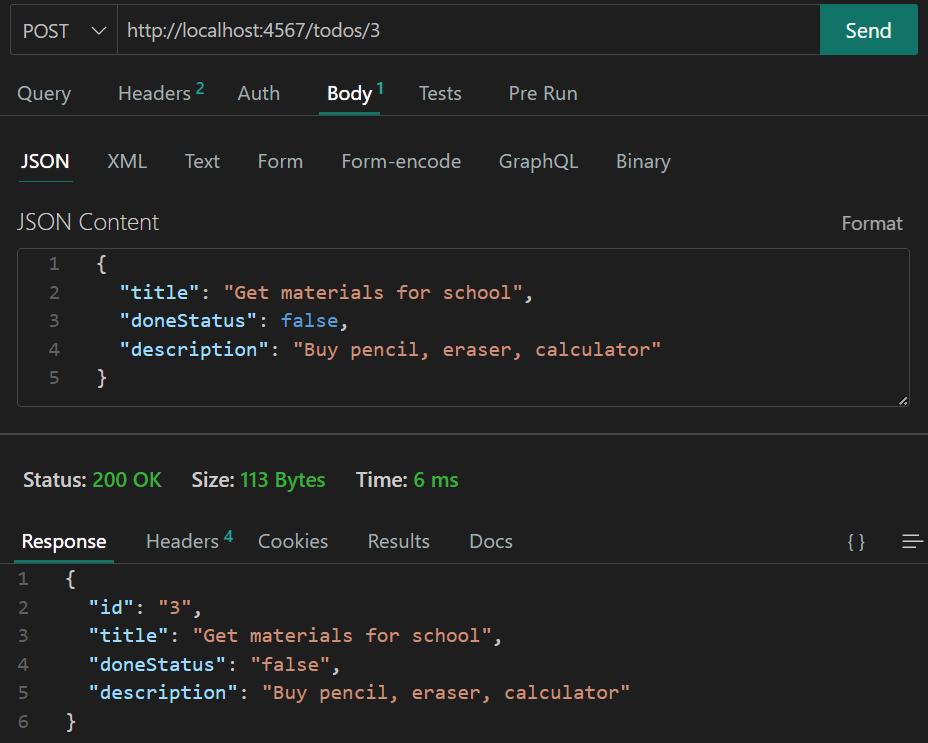 POST http://localhost:4567/todos/3 Send
Query Headers 2 Auth Body 1 Tests Pre Run
JSON XML Text Form Form-encode GraphQL Binary
JSON Content Format
1 {
2 "title": "Get materials for school",
3 "doneStatus": false,
4 "description": "Buy pencil, eraser, calculator"
5 }
Status: 200 OK Size: 113 Bytes Time: 6 ms
Response Headers 4 Cookies Results Docs { }
1 {
2 "id": "3",
3 "title": "Get materials for school",
4 "doneStatus": "false",
5 "description": "Buy pencil, eraser, calculator"
6 }